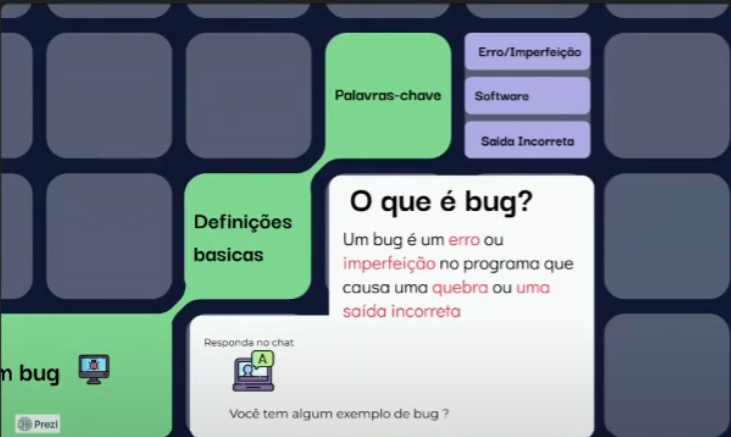 Palavras-chave
Erro/Imperfeição
Software
Saída Incorreta
Definições
basicas
O que é bug?
Um bug é um erro ou
imperfeição no programa que
causa uma quebra ou uma
saída incorreta
Responda no chat
A
Você tem algum exemplo de bug ?
bug
Prezi